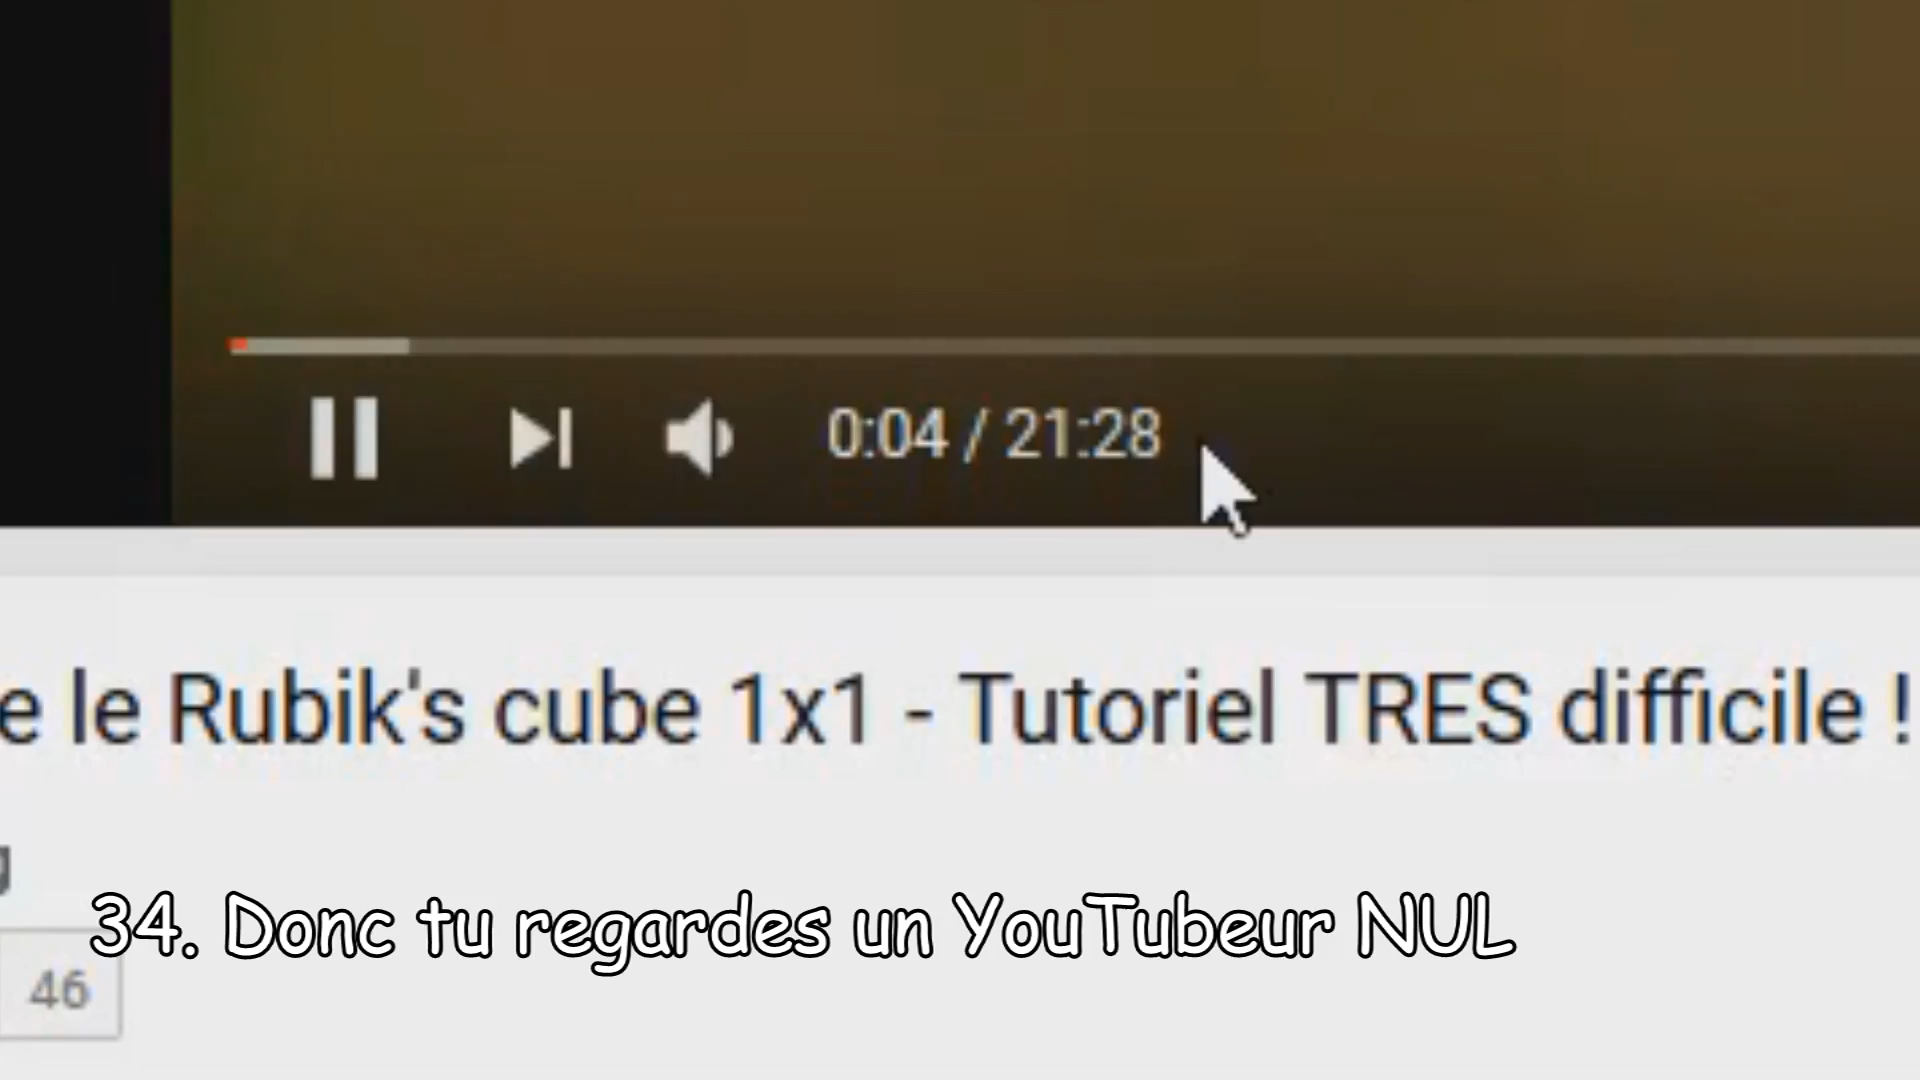 0:04 / 21:28
e le Rubik's cube 1x1 - Tutoriel TRES difficile !
34. Donc tu regardes un YouTubeur NUL
46